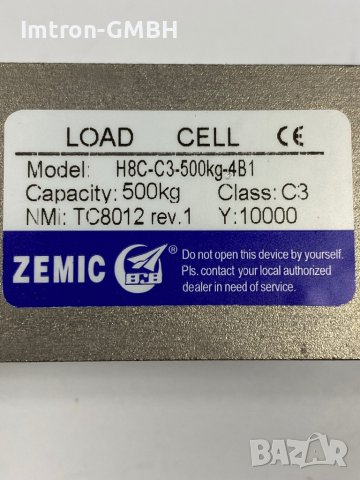 Imtron-GMBH
LOAD CELL CE
Model: H8C-C3-500kg-4B1
Capacity: 500kg Class: C3
NMi: TC8012 rev.1 Y:10000
ZEMIC ®
Do not open this device by yourself.
Pls. contact your local authorized
dealer in need of service.
BAZAR